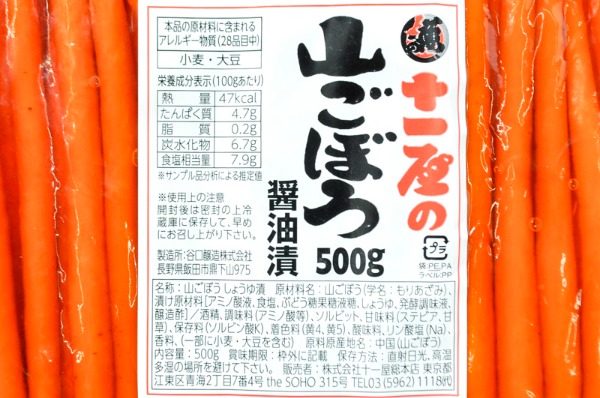 本品の原材料に含まれる
アレルギー物質(28品目中)
小麦・大豆
栄養成分表示(100gあたり)
熱量 47kcal
たんぱく質 4.7g
脂質 0.2g
炭水化物 6.7g
食塩相当量 7.9g
※サンプル品分析による推定値
※使用上の注意
開封後は密封の上冷
蔵庫に保存して、早め
にお召し上がり下さい。
製造所:谷口醸造株式会社
長野県飯田市鼎下山975
十一屋の
山ごぼう
醤油漬
500g
プラ
袋:PE,PA
ラベル:PP
名称:山ごぼうしょうゆ漬 原材料名:山ごぼう(学名:もりあざみ)、
漬け原材料[アミノ酸液、食塩、ぶどう糖果糖液糖、しょうゆ、発酵調味液、
醸造酢]/酒精、調味料(アミノ酸等)、ソルビット、甘味料(ステビア、甘
草)、保存料(ソルビン酸K)、着色料(黄4、黄5)、酸味料、リン酸塩(Na)、
香料、(一部に小麦・大豆を含む) 原料原産地名:中国(山ごぼう)
内容量:500g 賞味期限:枠外に記載 保存方法:直射日光、高温
多湿の場所を避けて下さい。 販売者:株式会社十一屋総本店 東京都
江東区青海2丁目7番4号 the SOHO 315号 TEL03(5962)1118㈹